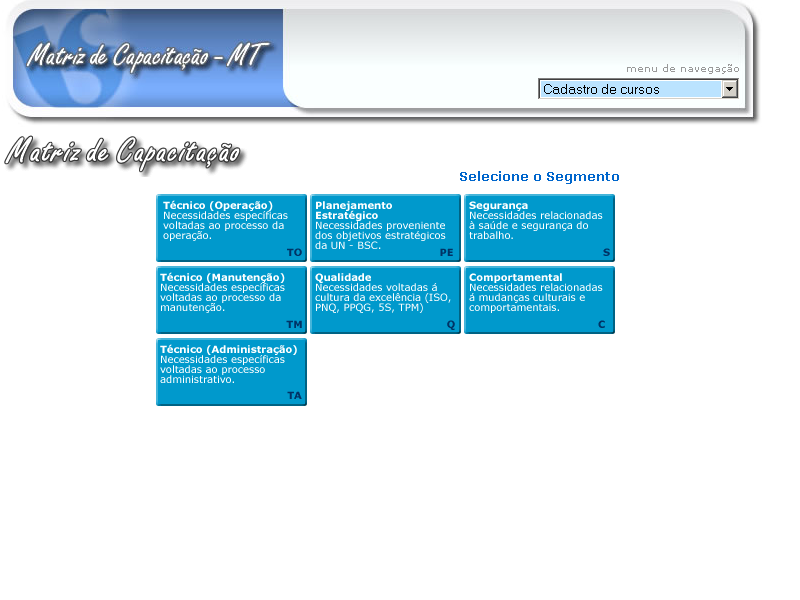 Matriz de Capacitação - MT
menu de navegação
Cadastro de cursos
Matriz de Capacitação
Selecione o Segmento
Técnico (Operação)
Necessidades específicas
voltadas ao processo da
operação.
TO
Planejamento
Estratégico
Necessidades proveniente
dos objetivos estratégicos
da UN - BSC.
PE
Segurança
Necessidades relacionadas
à saúde e segurança do
trabalho.
S
Técnico (Manutenção)
Necessidades específicas
voltadas ao processo da
manutenção.
TM
Qualidade
Necessidades voltadas á
cultura da excelência (ISO,
PNQ, PPQG, 5S, TPM)
Q
Comportamental
Necessidades relacionadas
á mudanças culturais e
comportamentais.
C
Técnico (Administração)
Necessidades específicas
voltadas ao processo
administrativo.
TA